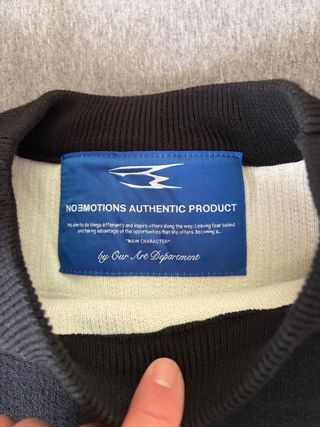 NOEMOTIONS AUTHENTIC PRODUCT
We aim to do things differently and inspire others along the way. Leaving fear behind
and taking advantage of the opportunities that life offers. Becoming a...
"MAIN CHARACTER"
by Our Art Department